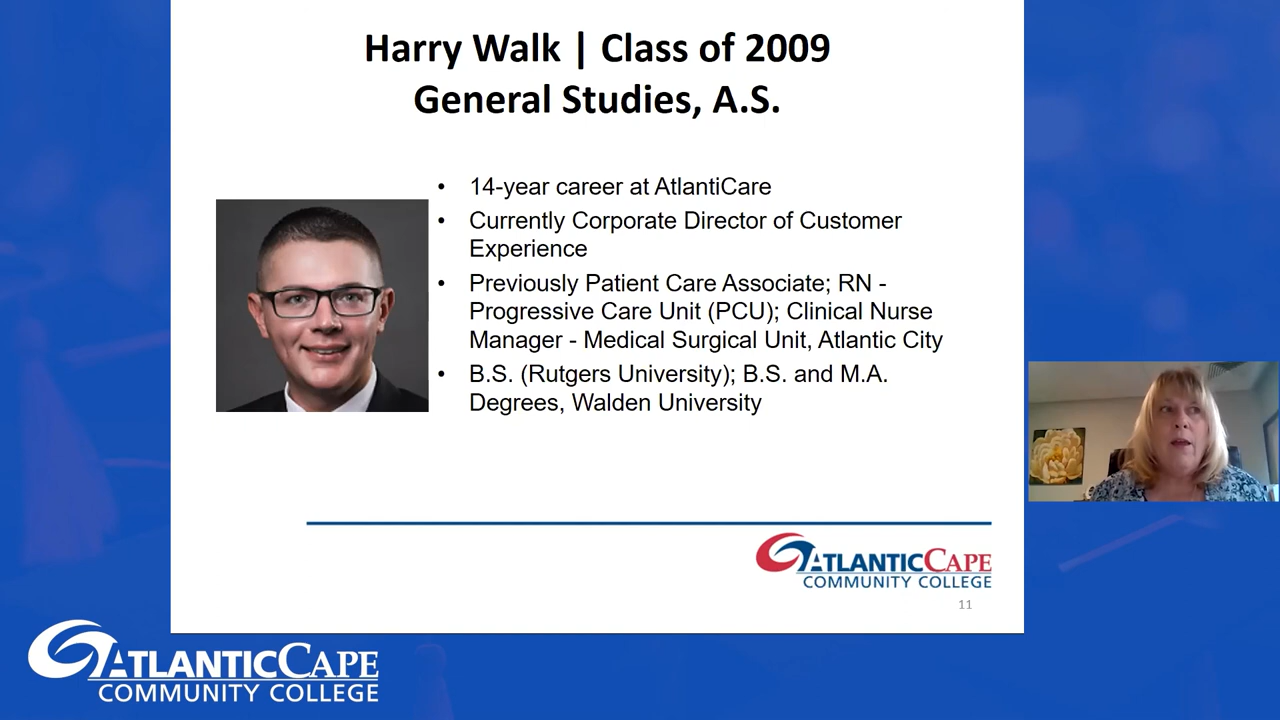 Harry Walk | Class of 2009
General Studies, A.S.
• 14-year career at AtlantiCare
• Currently Corporate Director of Customer
Experience
• Previously Patient Care Associate; RN -
Progressive Care Unit (PCU); Clinical Nurse
Manager - Medical Surgical Unit, Atlantic City
• B.S. (Rutgers University); B.S. and M.A.
Degrees, Walden University
ATLANTICCAPE
COMMUNITY COLLEGE
11
ATLANTICCAPE
COMMUNITY COLLEGE